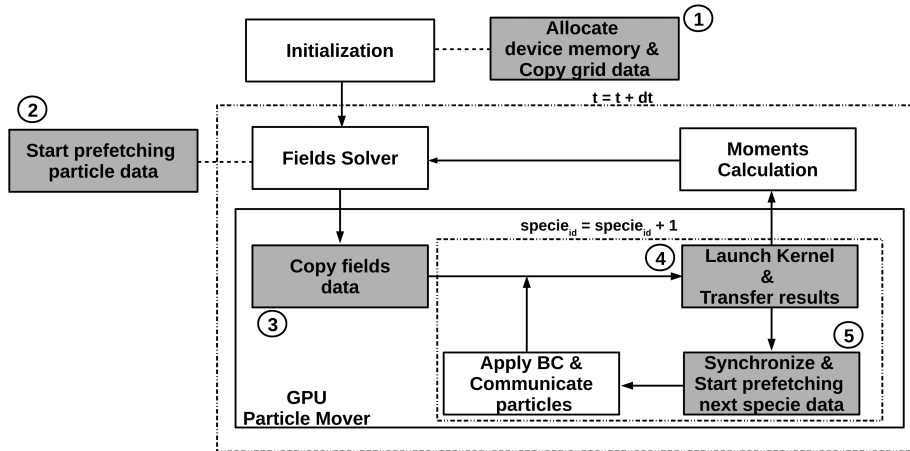 1
Initialization
Allocate
device memory &
Copy grid data
t = t + dt
2
Start prefetching
particle data
Fields Solver
Moments
Calculation
specie_id = specie_id + 1
Copy fields
data
3
4
Launch Kernel
&
Transfer results
5
Apply BC &
Communicate
particles
Synchronize &
Start prefetching
next specie data
GPU
Particle Mover